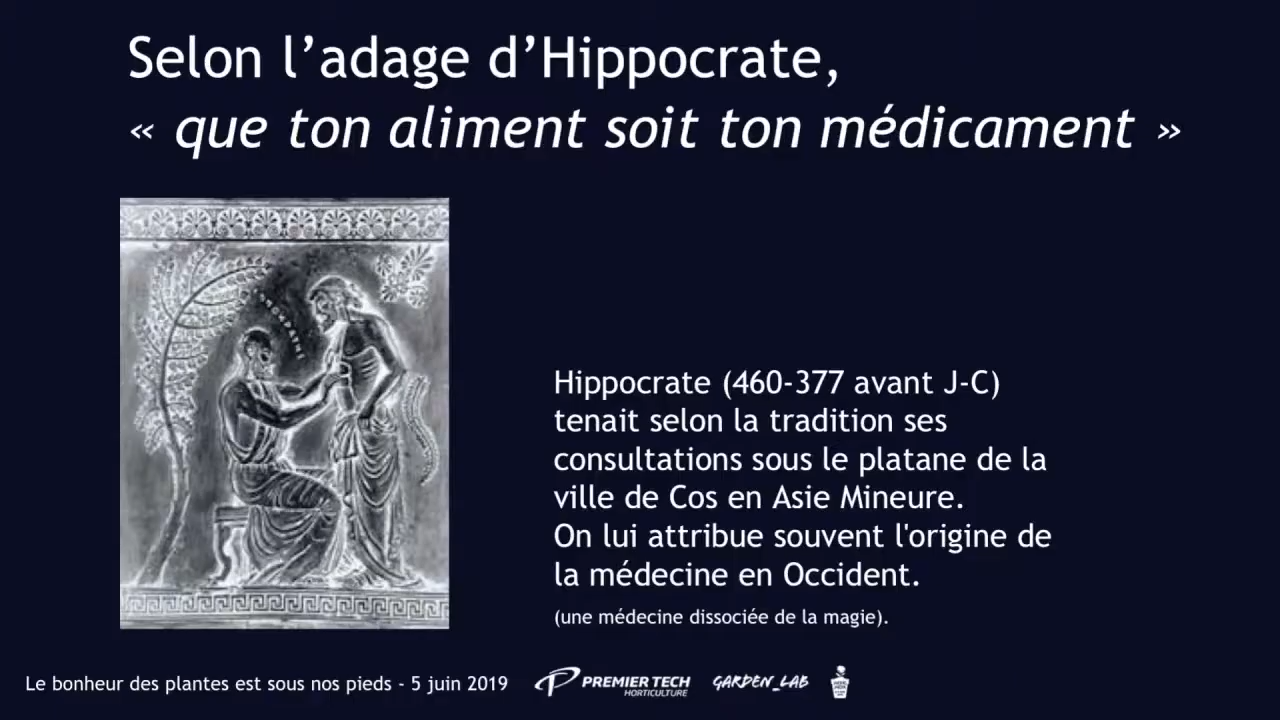 Selon l’adage d’Hippocrate,
« que ton aliment soit ton médicament »
Hippocrate (460-377 avant J-C)
tenait selon la tradition ses
consultations sous le platane de la
ville de Cos en Asie Mineure.
On lui attribue souvent l'origine de
la médecine en Occident.
(une médecine dissociée de la magie).
Le bonheur des plantes est sous nos pieds - 5 juin 2019
PREMIER TECH
HORTICULTURE
GARDEN_LAB